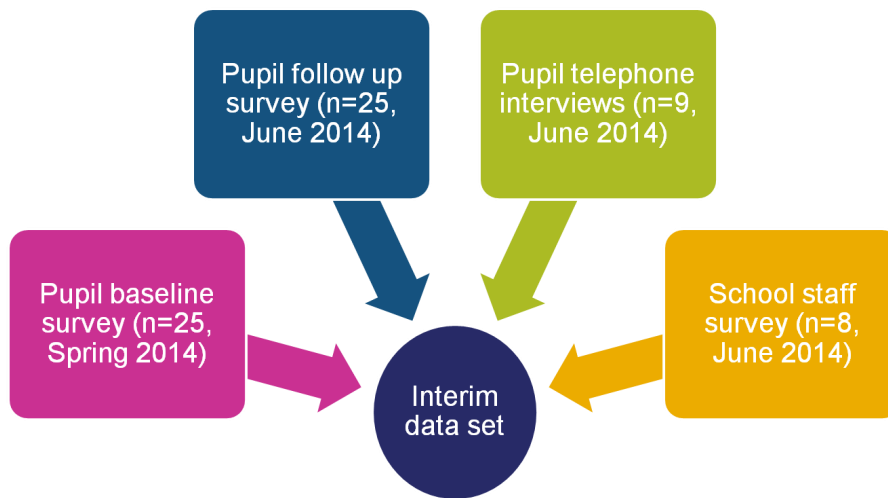 Pupil follow up
survey (n=25,
June 2014)
Pupil telephone
interviews (n=9,
June 2014)
Pupil baseline
survey (n=25,
Spring 2014)
School staff
survey (n=8,
June 2014)
Interim
data set